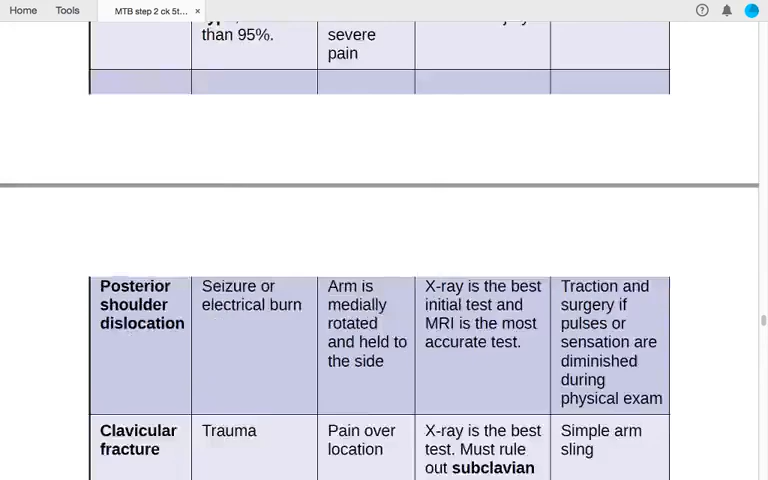 Home Tools MTB step 2 ck 5t... × ?
than 95%.
severe
pain
Posterior
shoulder
dislocation
Seizure or
electrical burn
Arm is
medially
rotated
and held to
the side
X-ray is the best
initial test and
MRI is the most
accurate test.
Traction and
surgery if
pulses or
sensation are
diminished
during
physical exam
Clavicular
fracture
Trauma
Pain over
location
X-ray is the best
test. Must rule
out subclavian
Simple arm
sling